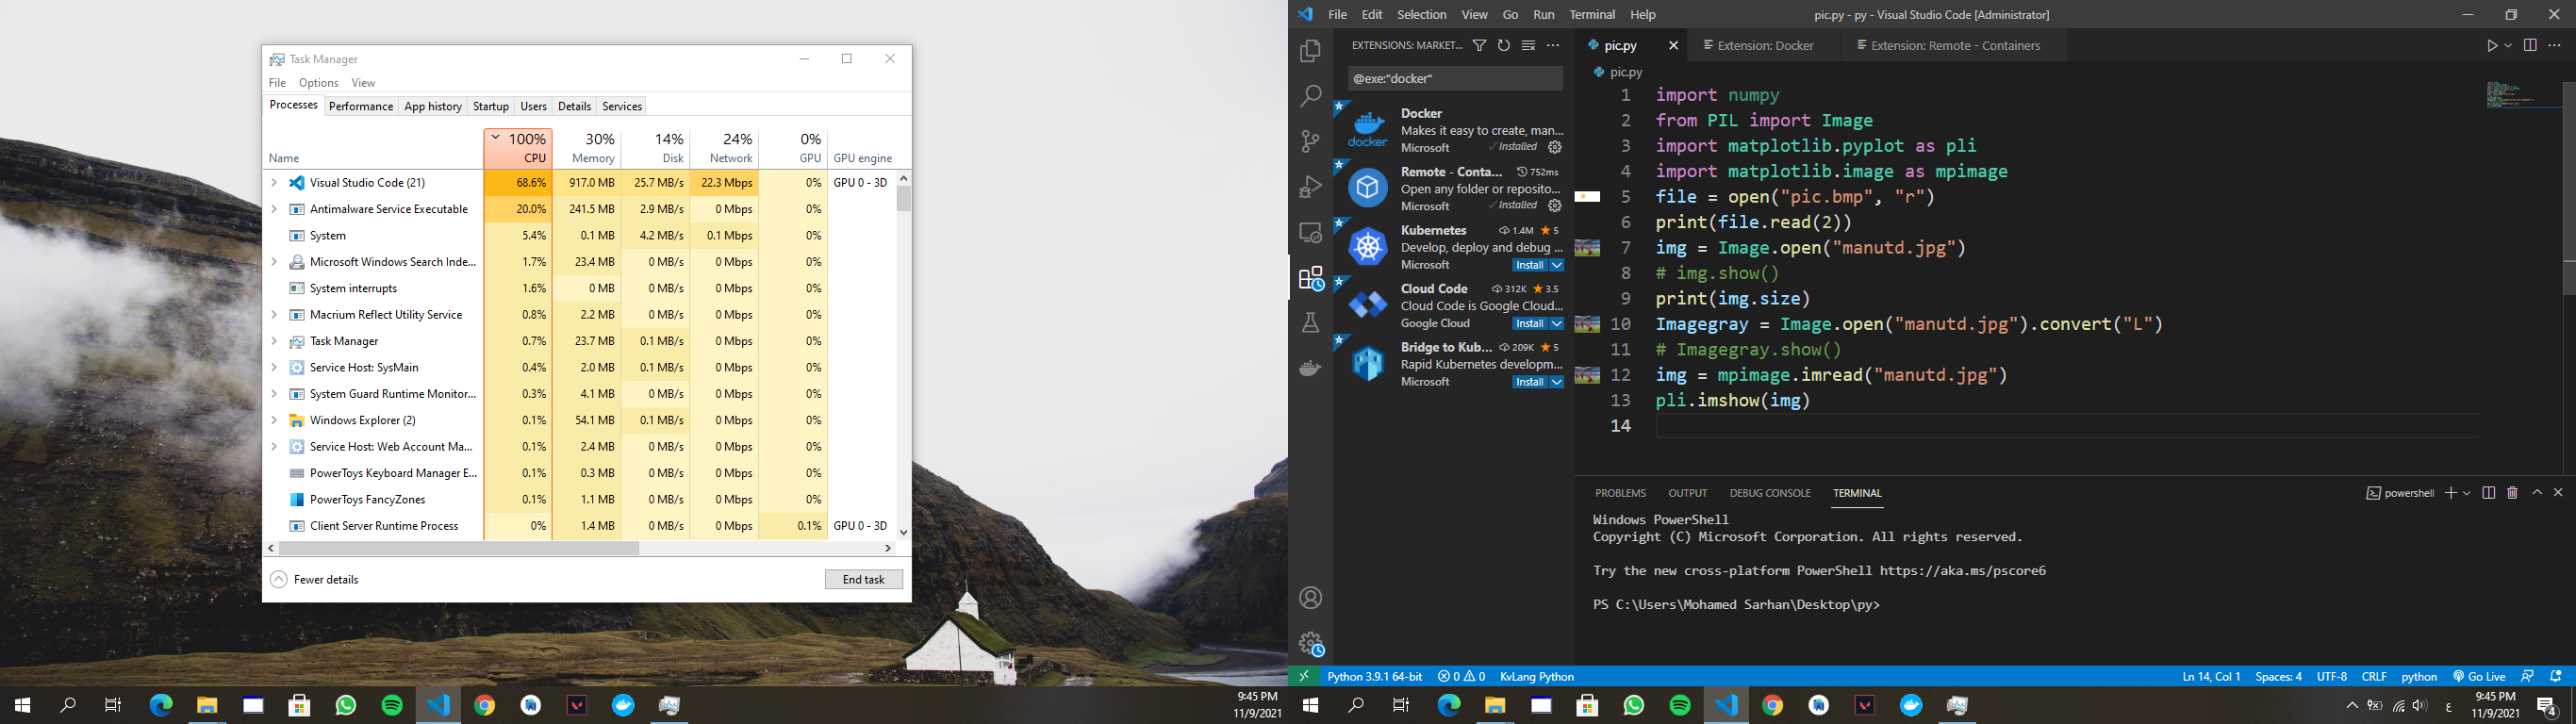 Task Manager
File Options View
Processes Performance App history Startup Users Details Services
100% 30% 14% 24% 0%
Name CPU Memory Disk Network GPU GPU engine
Visual Studio Code (21) 68.6% 917.0 MB 25.7 MB/s 22.3 Mbps 0% GPU 0 - 3D
Antimalware Service Executable 20.0% 241.5 MB 2.9 MB/s 0 Mbps 0%
System 5.4% 0.1 MB 4.2 MB/s 0.1 Mbps 0%
Microsoft Windows Search Inde... 1.7% 23.4 MB 0 MB/s 0 Mbps 0%
System interrupts 1.6% 0 MB 0 MB/s 0 Mbps 0%
Macrium Reflect Utility Service 0.8% 2.2 MB 0 MB/s 0 Mbps 0%
Task Manager 0.7% 23.7 MB 0.1 MB/s 0 Mbps 0%
Service Host: SysMain 0.4% 2.0 MB 0.1 MB/s 0 Mbps 0%
System Guard Runtime Monitor... 0.3% 4.1 MB 0 MB/s 0 Mbps 0%
Windows Explorer (2) 0.1% 54.1 MB 0.1 MB/s 0 Mbps 0%
Service Host: Web Account Ma... 0.1% 2.4 MB 0 MB/s 0 Mbps 0%
PowerToys Keyboard Manager E... 0.1% 0.3 MB 0 MB/s 0 Mbps 0%
PowerToys FancyZones 0.1% 1.1 MB 0 MB/s 0 Mbps 0%
Client Server Runtime Process 0% 1.4 MB 0 MB/s 0 Mbps 0.1% GPU 0 - 3D
Fewer details End task
9:45 PM
11/9/2021
File Edit Selection View Go Run Terminal Help pic.py - py - Visual Studio Code [Administrator]
EXTENSIONS: MARKET...
@exe:"docker"
Docker
Makes it easy to create, man...
Microsoft Installed
docker
Remote - Conta... 752ms
Open any folder or reposito...
Microsoft Installed
Kubernetes 1.4M 5
Develop, deploy and debug ...
Microsoft Install
Cloud Code 312K 3.5
Cloud Code is Google Cloud...
Google Cloud Install
Bridge to Kub... 209K 5
Rapid Kubernetes developm...
Microsoft Install
pic.py Extension: Docker Extension: Remote - Containers
pic.py
1 import numpy
2 from PIL import Image
3 import matplotlib.pyplot as pli
4 import matplotlib.image as mpimage
5 file = open("pic.bmp", "r")
6 print(file.read(2))
7 img = Image.open("manutd.jpg")
8 # img.show()
9 print(img.size)
10 Imagegray = Image.open("manutd.jpg").convert("L")
11 # Imagegray.show()
12 img = mpimage.imread("manutd.jpg")
13 pli.imshow(img)
14
PROBLEMS OUTPUT DEBUG CONSOLE TERMINAL powershell
Windows PowerShell
Copyright (C) Microsoft Corporation. All rights reserved.
Try the new cross-platform PowerShell https://aka.ms/pscore6
PS C:\Users\Mohamed Sarhan\Desktop\py>
Python 3.9.1 64-bit 0 0 KvLang Python Ln 14, Col 1 Spaces: 4 UTF-8 CRLF python Go Live
ع 9:45 PM
11/9/2021 4